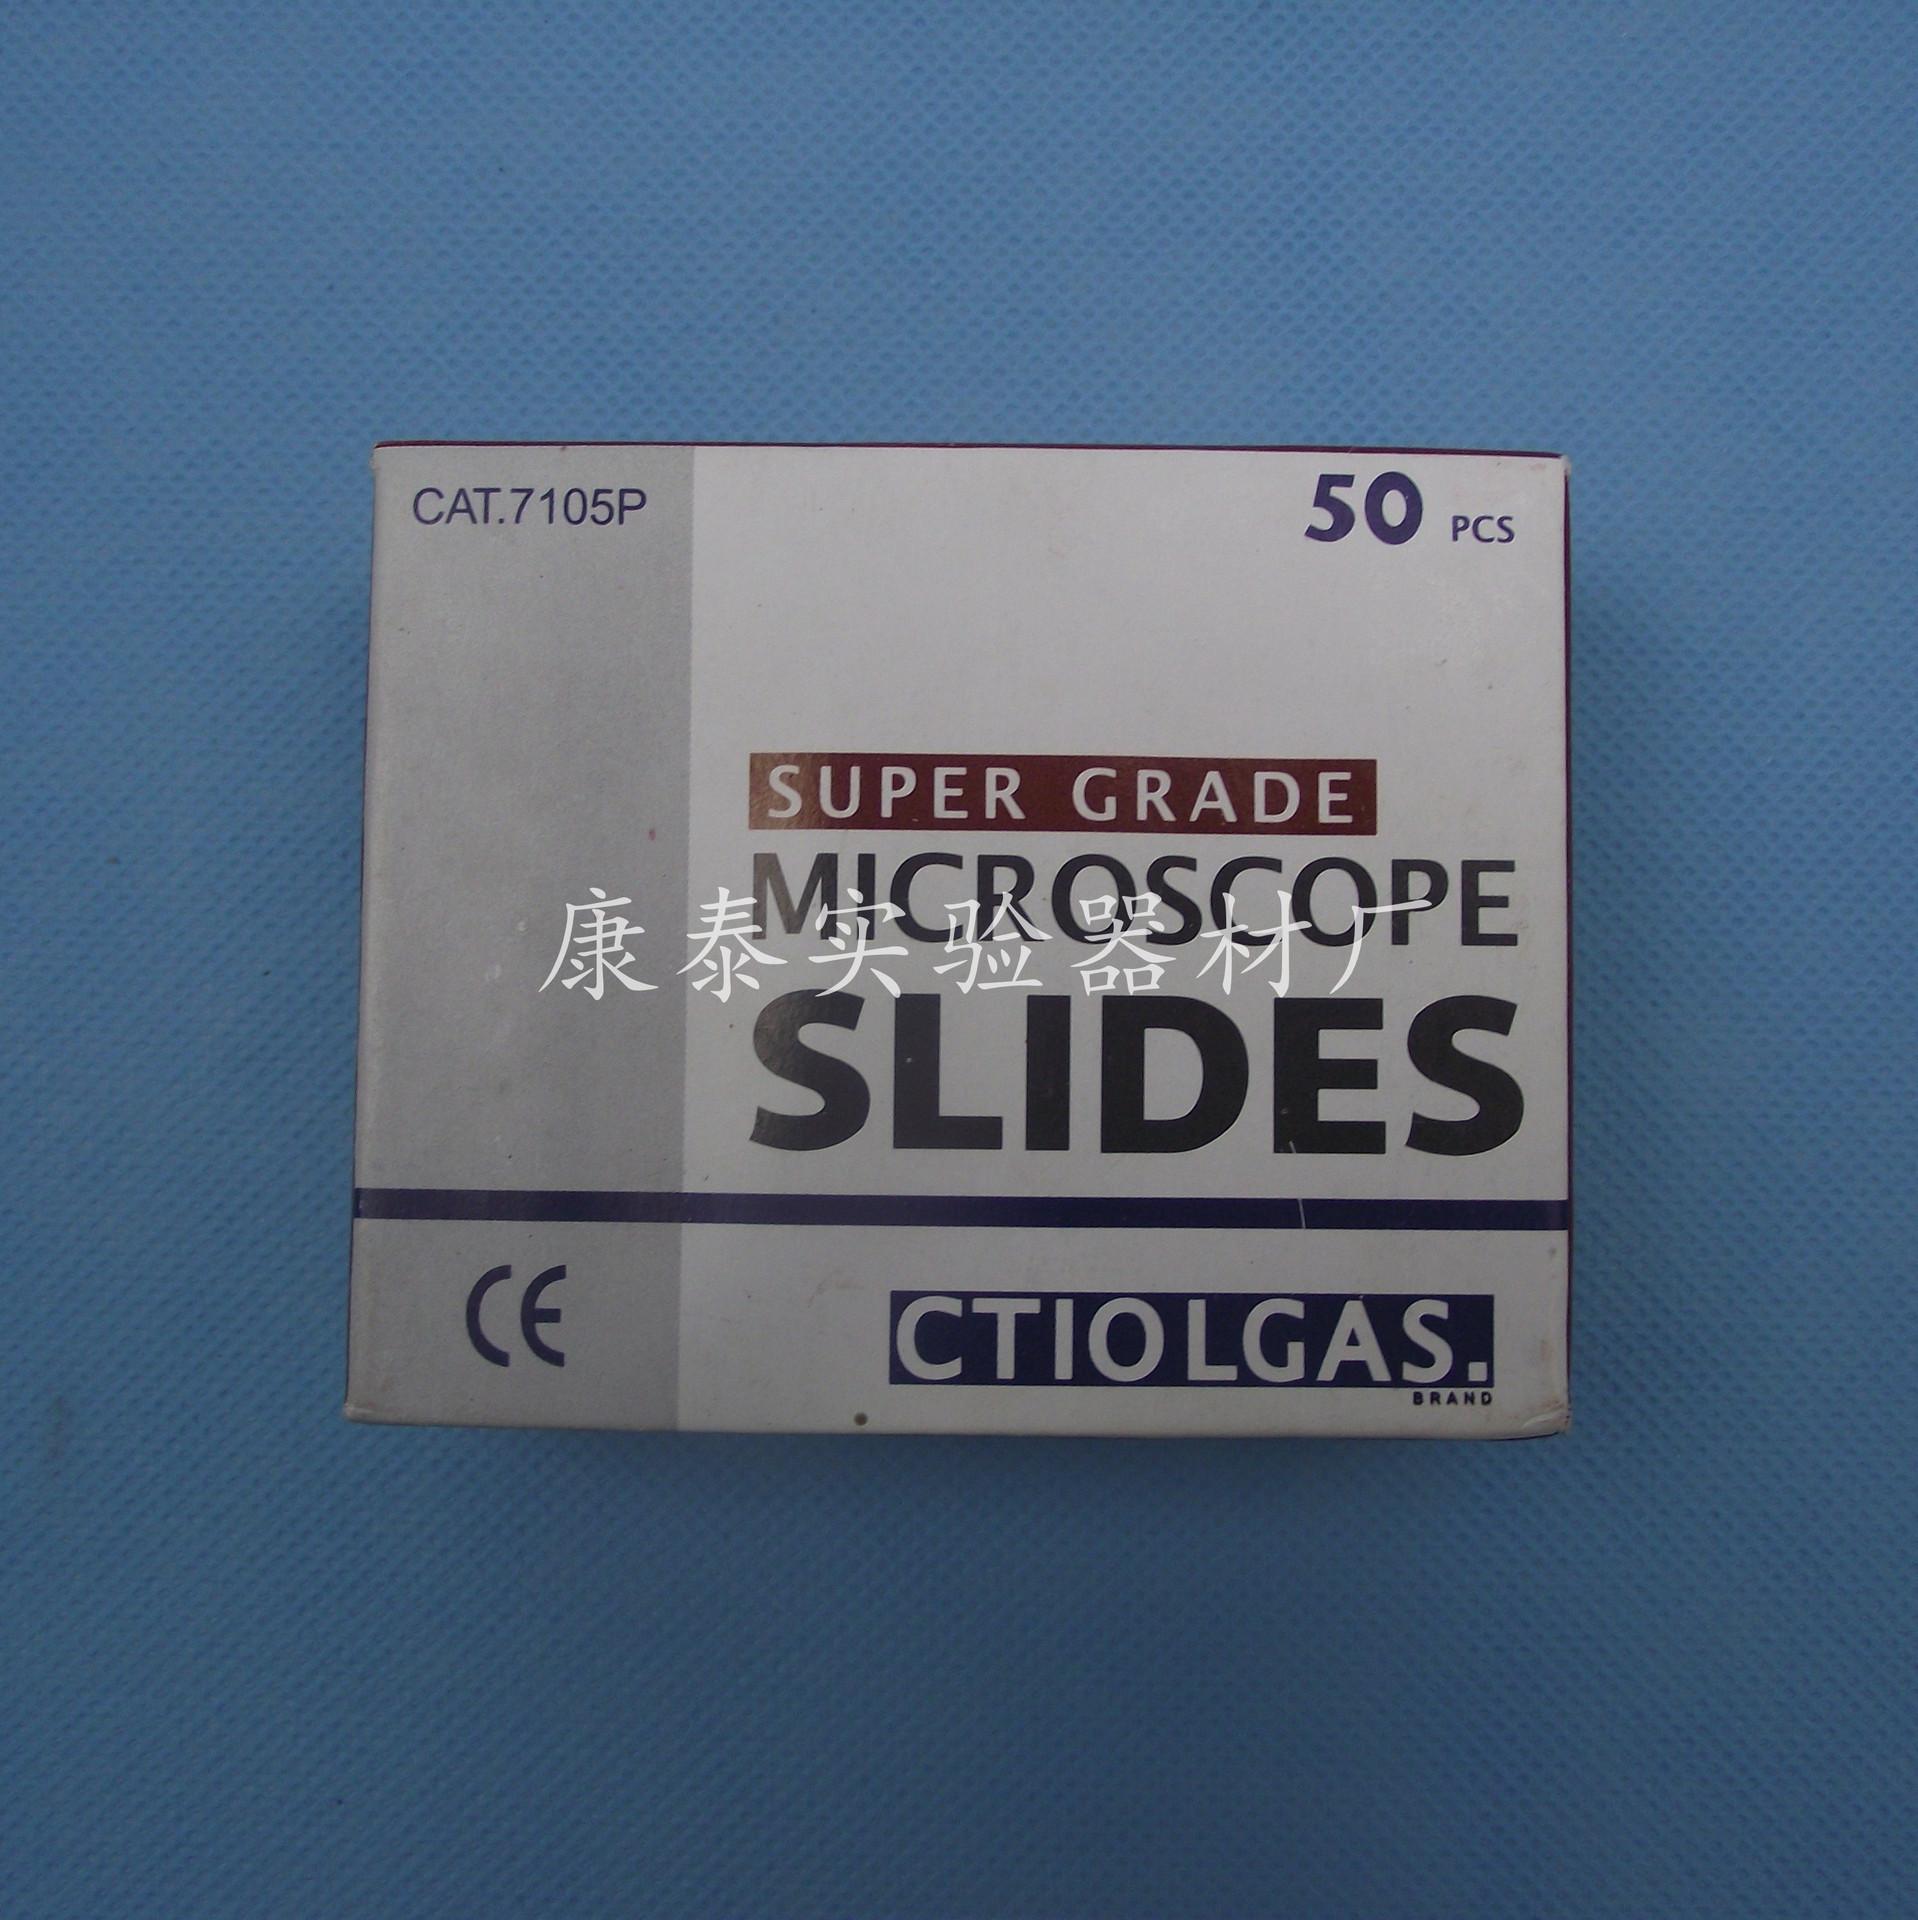 CAT.7105P
50 PCS
SUPER GRADE
MICROSCOPE
康泰实验器材厂
SLIDES
CE
CTIOLGAS.
BRAND